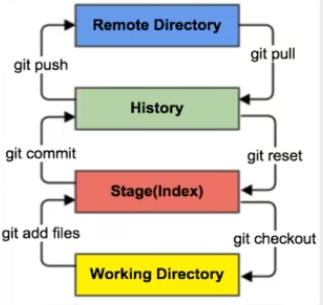 Remote Directory
git push
git pull
History
git commit
git reset
Stage(Index)
git add files
git checkout
Working Directory